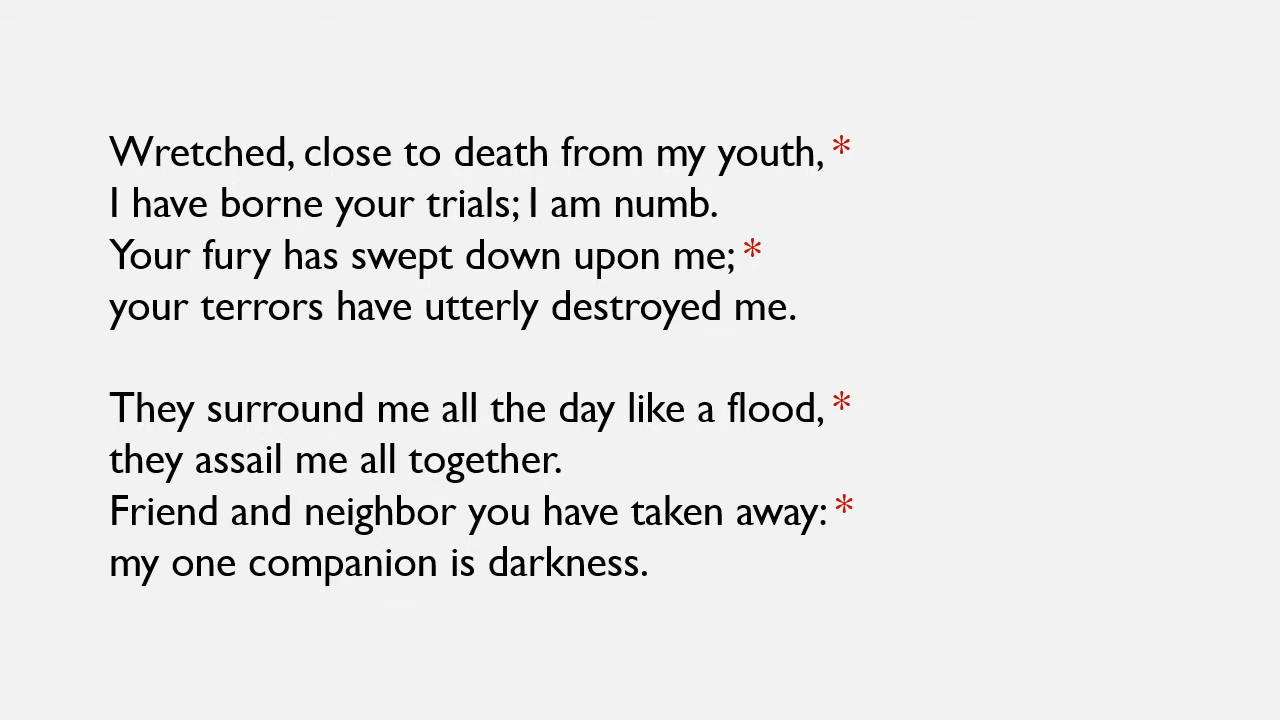 Wretched, close to death from my youth, *
I have borne your trials; I am numb.
Your fury has swept down upon me; *
your terrors have utterly destroyed me.
They surround me all the day like a flood, *
they assail me all together.
Friend and neighbor you have taken away: *
my one companion is darkness.